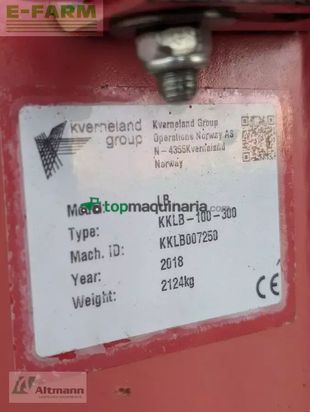 E-FARM
kverneland
group
Kverneland Group
Operations Norway AS
N-4355Kvernaland
Norway
LB
topmaquinaria.com
Type: KKLB-100-300
Mach. ID: KKLB007250
Year: 2018
Weight: 2124kg
CE
Altmann